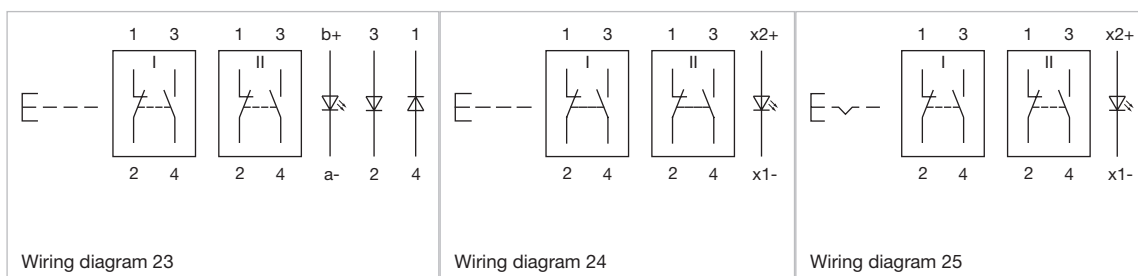 1 3 1 3 b+ 3 1
I II
2 4 2 4 a- 2 4
Wiring diagram 23
1 3 1 3 x2+
I II
2 4 2 4 x1-
Wiring diagram 24
1 3 1 3 x2+
I II
2 4 2 4 x1-
Wiring diagram 25